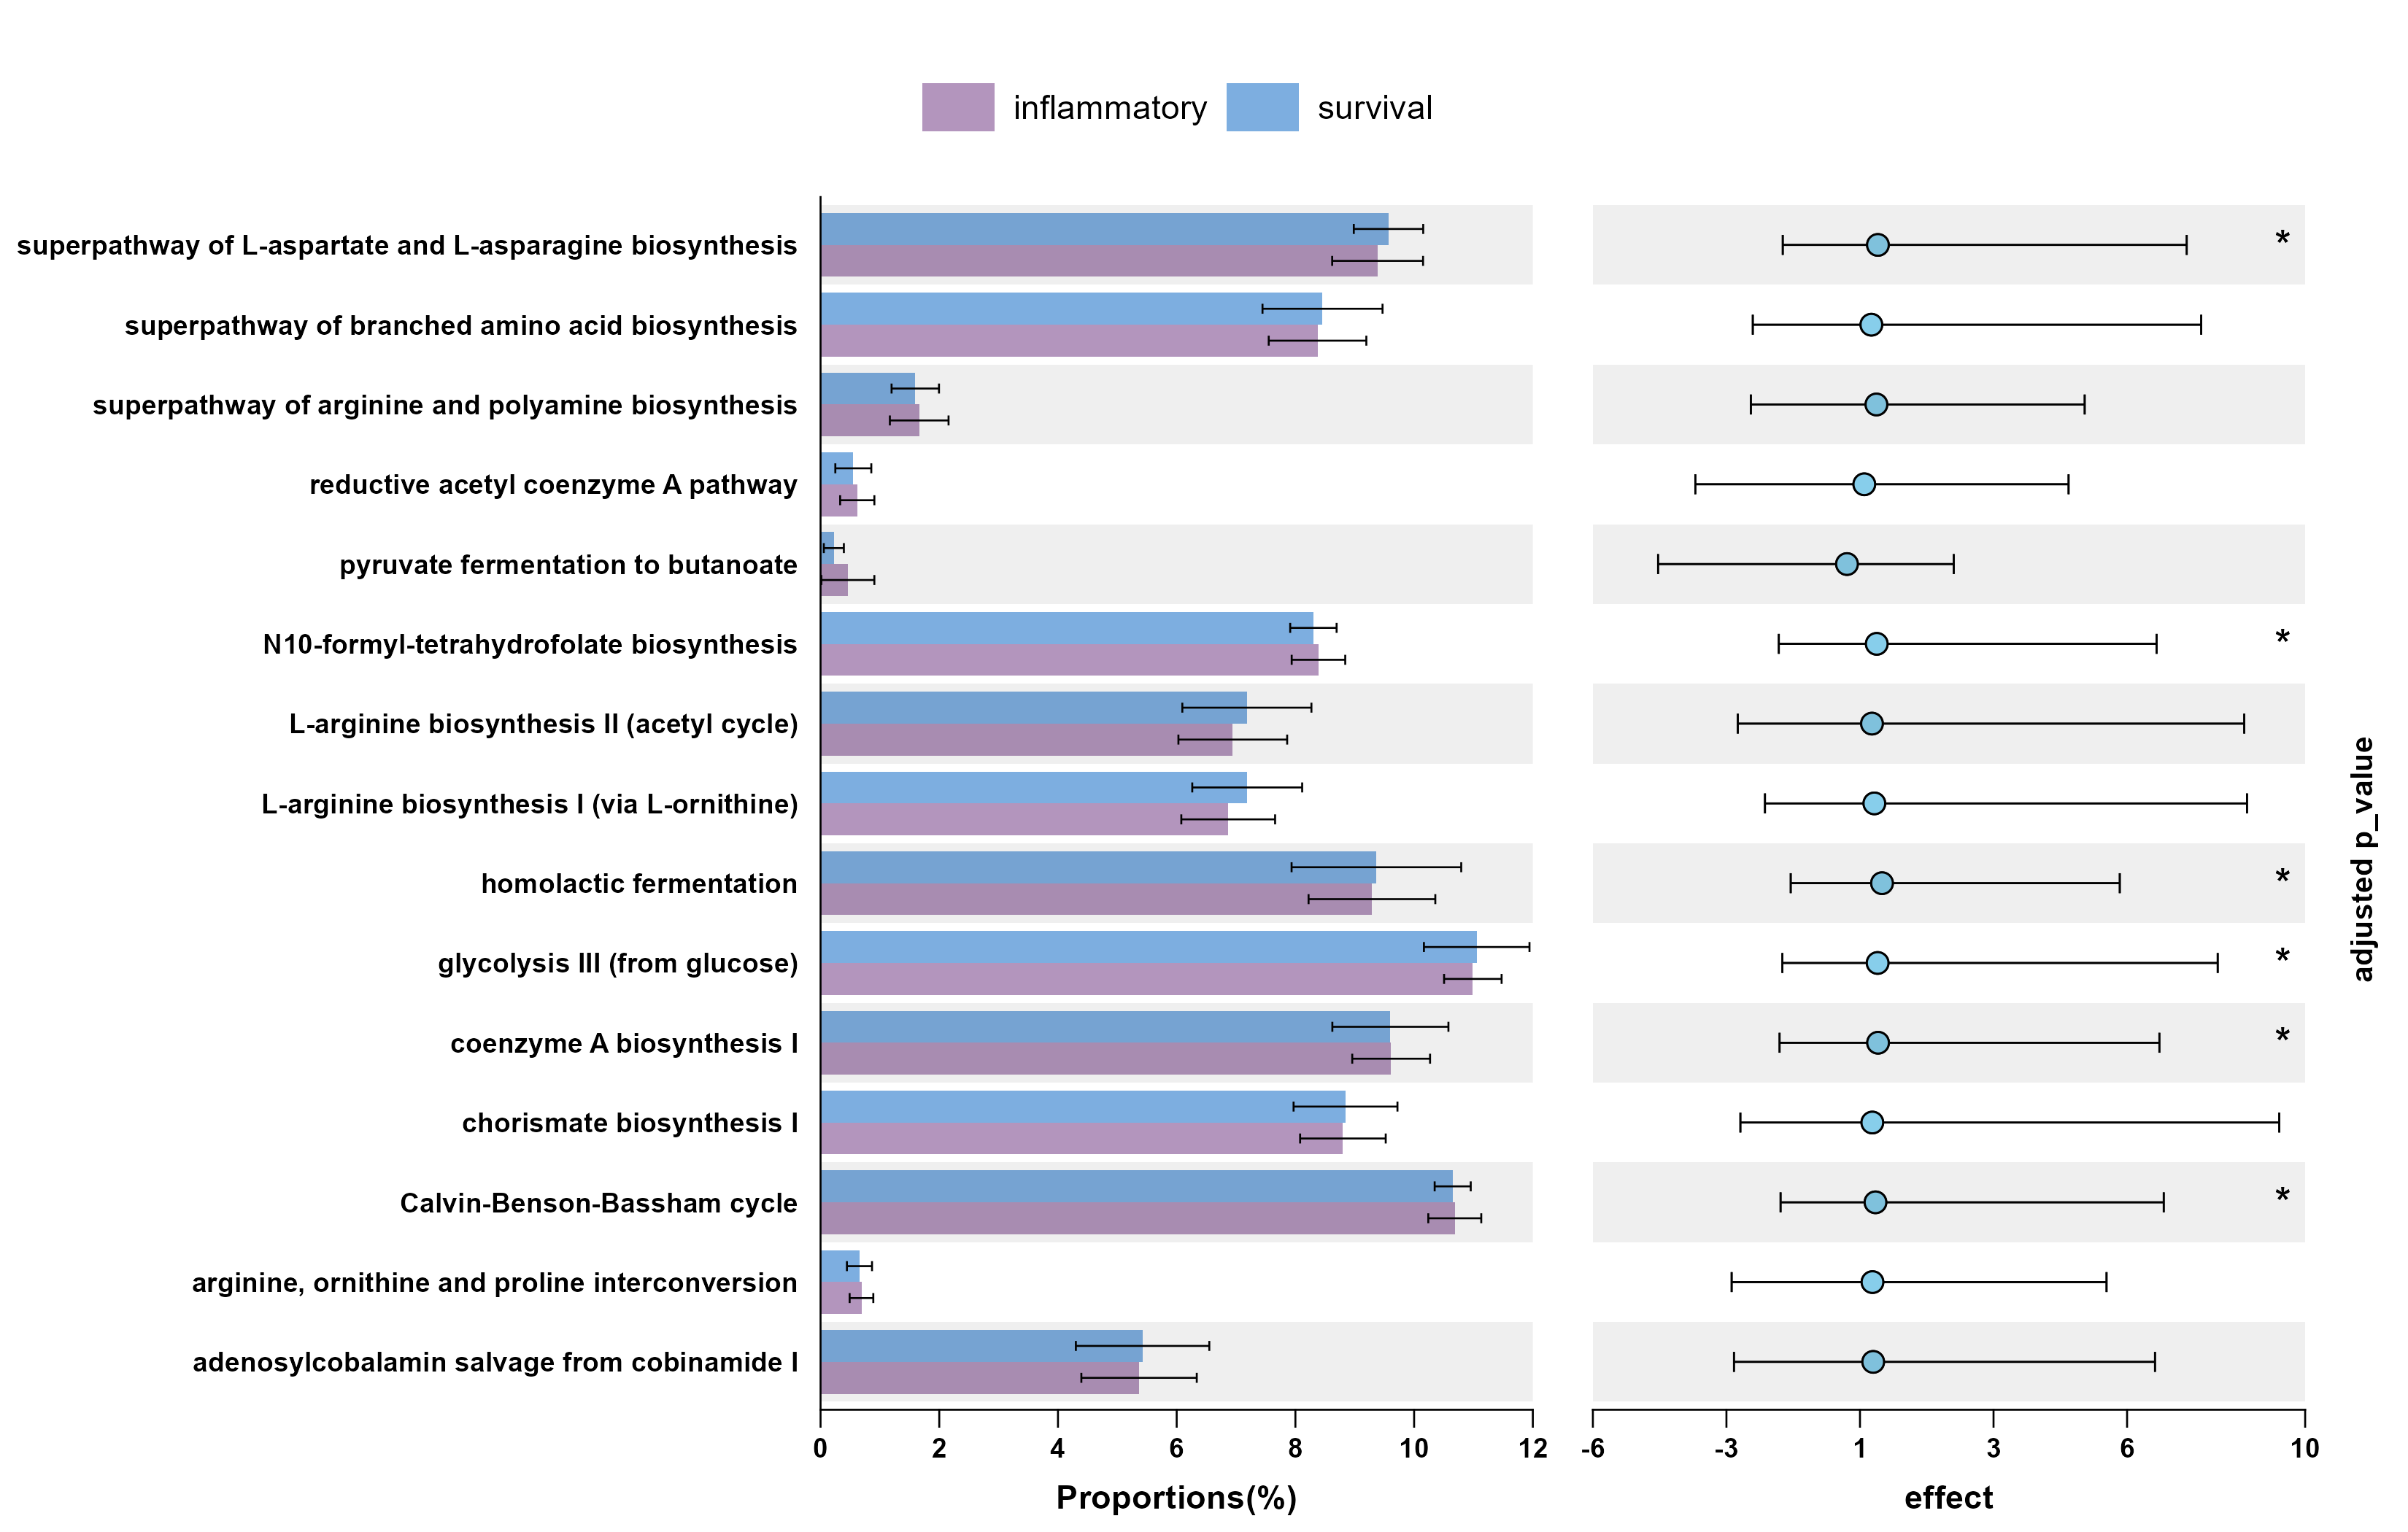 inflammatory survival
superpathway of L-aspartate and L-asparagine biosynthesis *
superpathway of branched amino acid biosynthesis
superpathway of arginine and polyamine biosynthesis
reductive acetyl coenzyme A pathway
pyruvate fermentation to butanoate
N10-formyl-tetrahydrofolate biosynthesis *
L-arginine biosynthesis II (acetyl cycle)
L-arginine biosynthesis I (via L-ornithine)
homolactic fermentation *
glycolysis III (from glucose) *
coenzyme A biosynthesis I *
chorismate biosynthesis I
Calvin-Benson-Bassham cycle *
arginine, ornithine and proline interconversion
adenosylcobalamin salvage from cobinamide I
0 2 4 6 8 10 12
Proportions(%)
-6 -3 1 3 6 10
effect
adjusted p_value